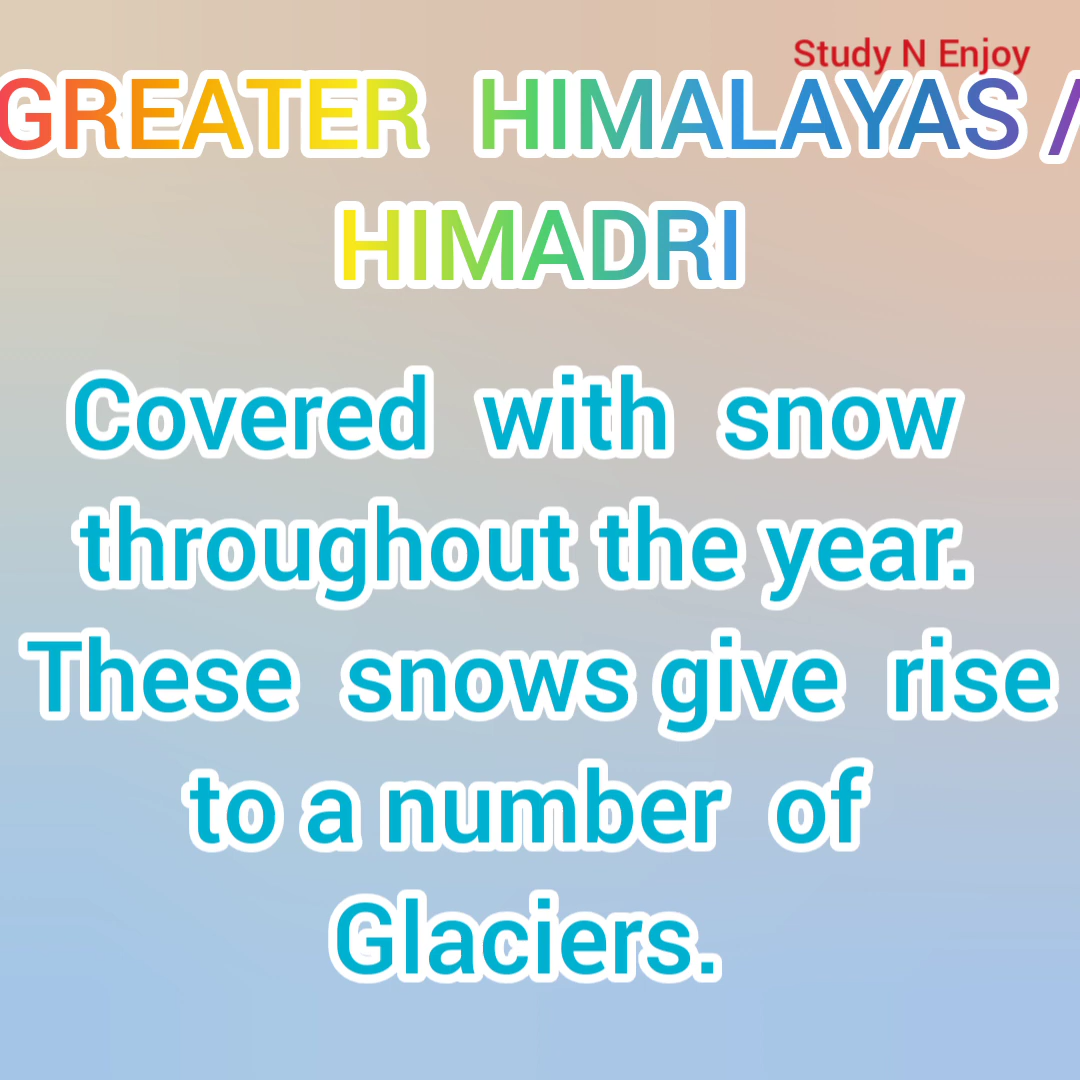 Study N Enjoy
GREATER HIMALAYAS /
HIMADRI
Covered with snow
throughout the year.
These snows give rise
to a number of
Glaciers.